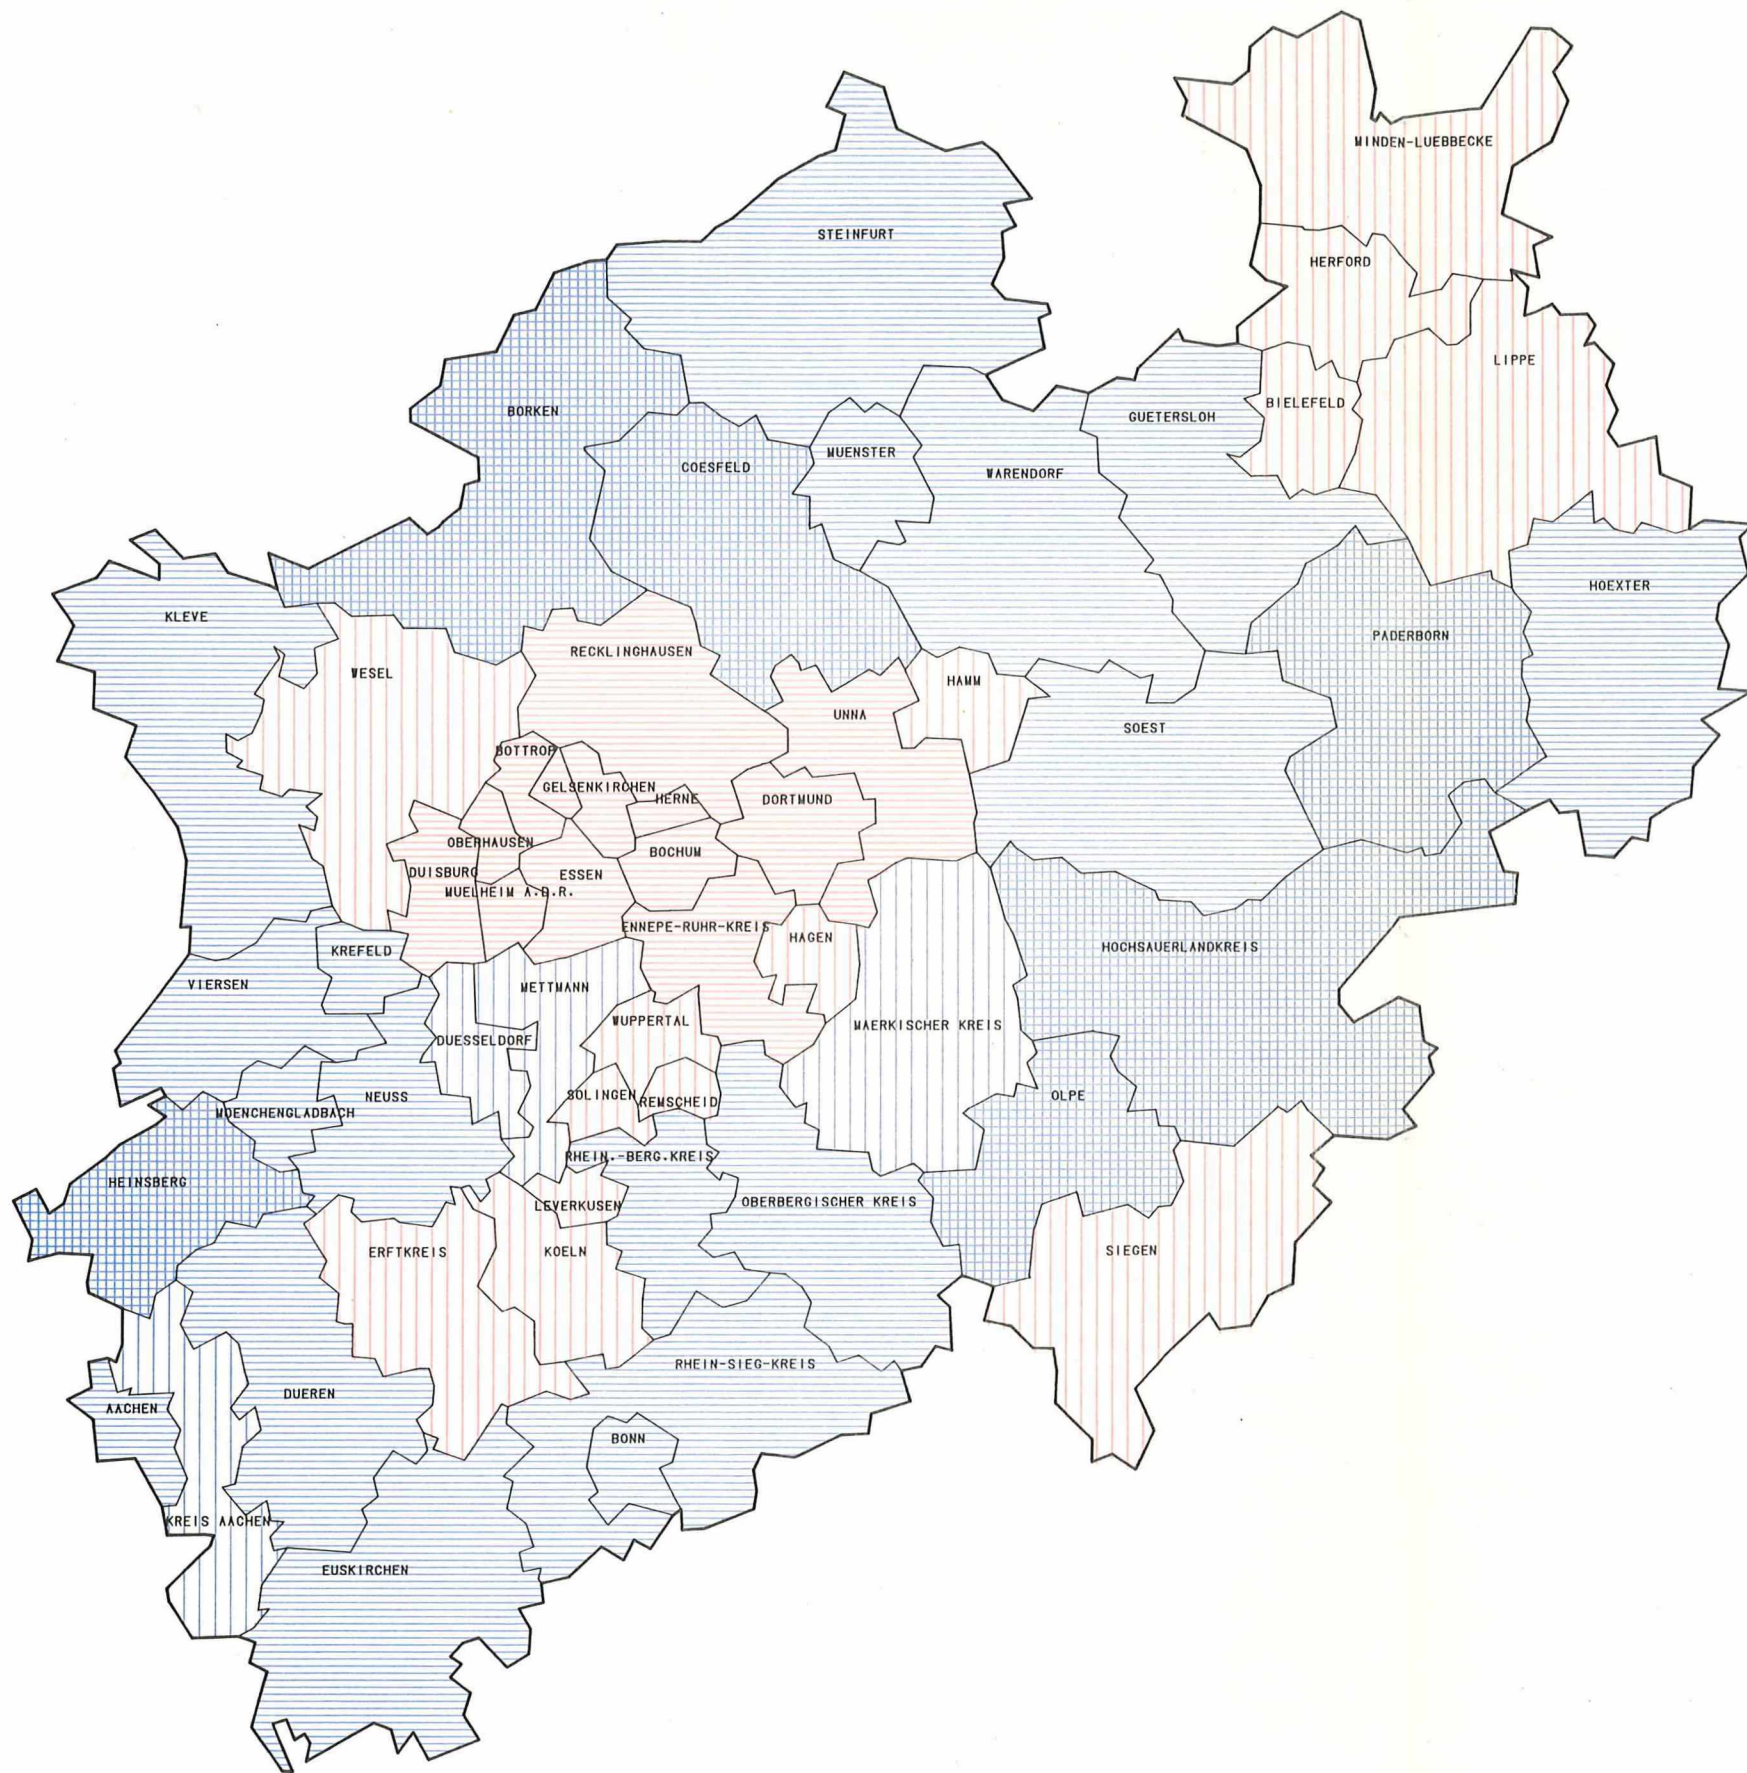 MINDEN-LUEBBECKE
STEINFURT
HERFORD
LIPPE
BORKEN
BIELEFELD
GUETERSLOH
MUENSTER
COESFELD
WARENDORF
HOEXTER
KLEVE
PADERBORN
RECKLINGHAUSEN
WESEL
HAMM
UNNA
SOEST
BOTTROP
GELSENKIRCHEN
HERNE
DORTMUND
OBERHAUSEN
BOCHUM
DUISBURG
ESSEN
MUELHEIM A.D.R.
ENNEPE-RUHR-KREIS
HAGEN
HOCHSAUERLANDKREIS
KREFELD
VIERSEN
METTMANN
WUPPERTAL
MAERKISCHER KREIS
DUESSELDORF
SOLINGEN
REMSCHEID
OLPE
NEUSS
MOENCHENGLADBACH
RHEIN.-BERG.KREIS
HEINSBERG
OBERBERGISCHER KREIS
LEVERKUSEN
ERFTKREIS
KOELN
SIEGEN
RHEIN-SIEG-KREIS
DUEREN
AACHEN
BONN
KREIS AACHEN
EUSKIRCHEN